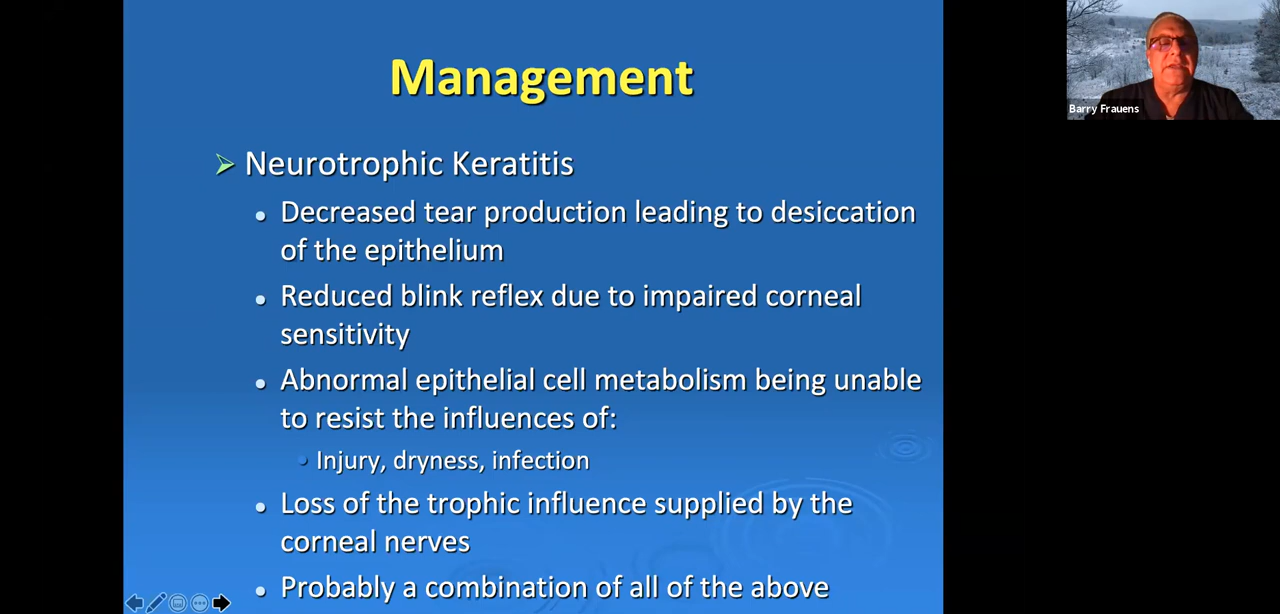 Management
Neurotrophic Keratitis
Decreased tear production leading to desiccation
of the epithelium
Reduced blink reflex due to impaired corneal
sensitivity
Abnormal epithelial cell metabolism being unable
to resist the influences of:
Injury, dryness, infection
Loss of the trophic influence supplied by the
corneal nerves
Probably a combination of all of the above
Barry Frauens